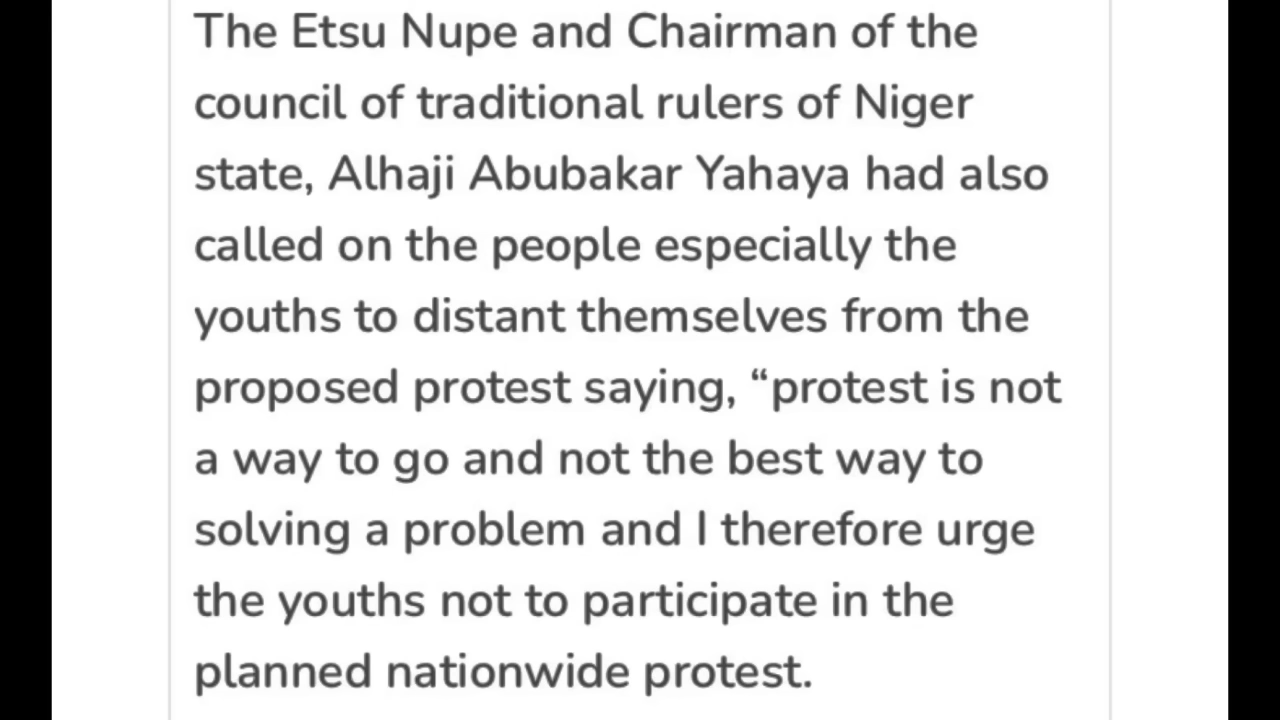 The Etsu Nupe and Chairman of the
council of traditional rulers of Niger
state, Alhaji Abubakar Yahaya had also
called on the people especially the
youths to distant themselves from the
proposed protest saying, “protest is not
a way to go and not the best way to
solving a problem and I therefore urge
the youths not to participate in the
planned nationwide protest.